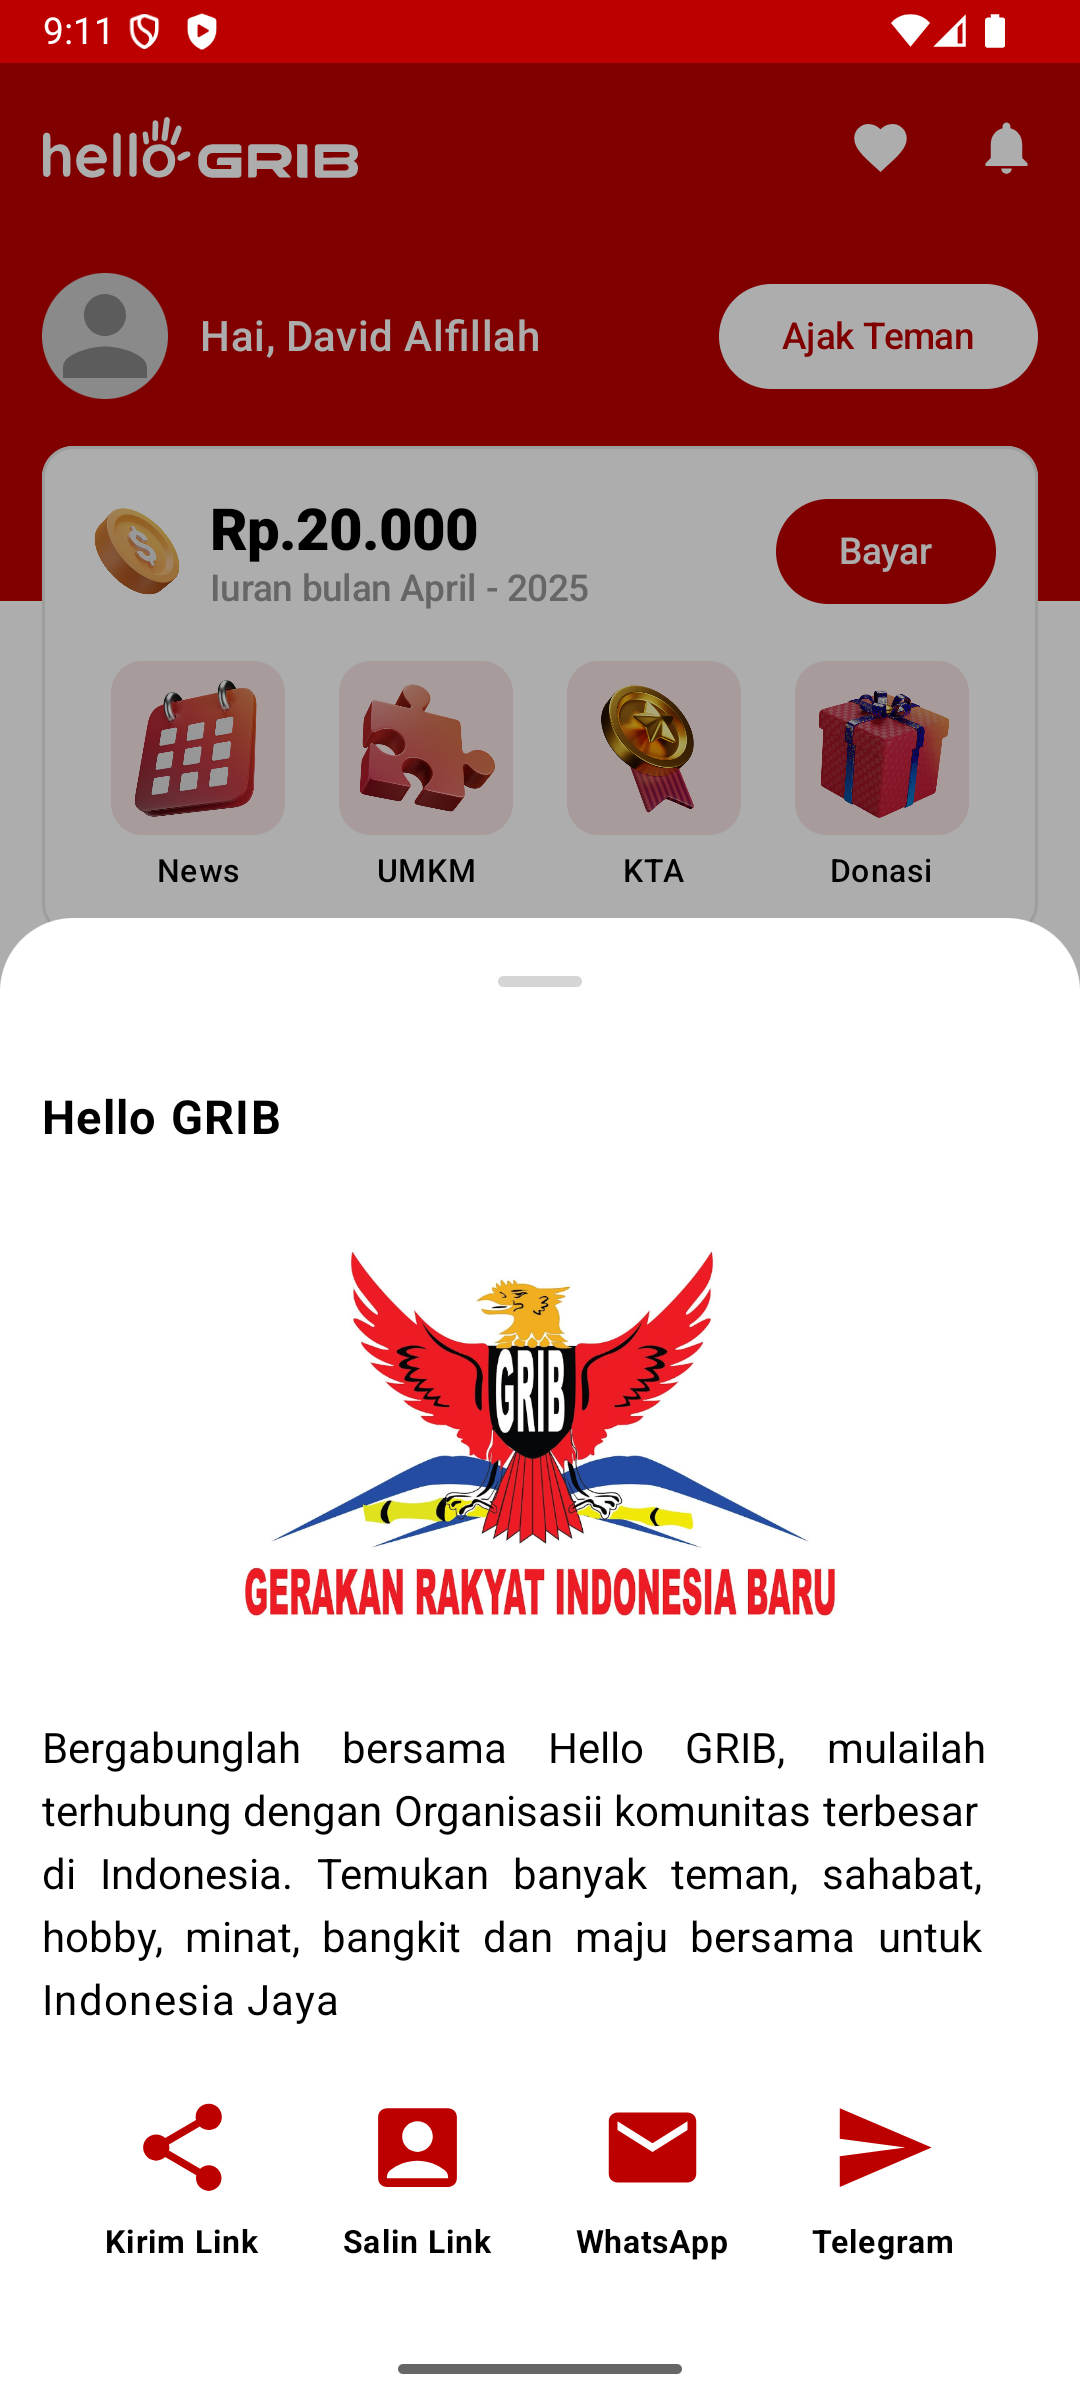 9:11
hello GRIB
Hai, David Alfillah
Ajak Teman
Rp.20.000
Iuran bulan April - 2025
Bayar
News
UMKM
KTA
Donasi
Hello GRIB
GRIB
GERAKAN RAKYAT INDONESIA BARU
Bergabunglah bersama Hello GRIB, mulailah
terhubung dengan Organisasii komunitas terbesar
di Indonesia. Temukan banyak teman, sahabat,
hobby, minat, bangkit dan maju bersama untuk
Indonesia Jaya
Kirim Link
Salin Link
WhatsApp
Telegram